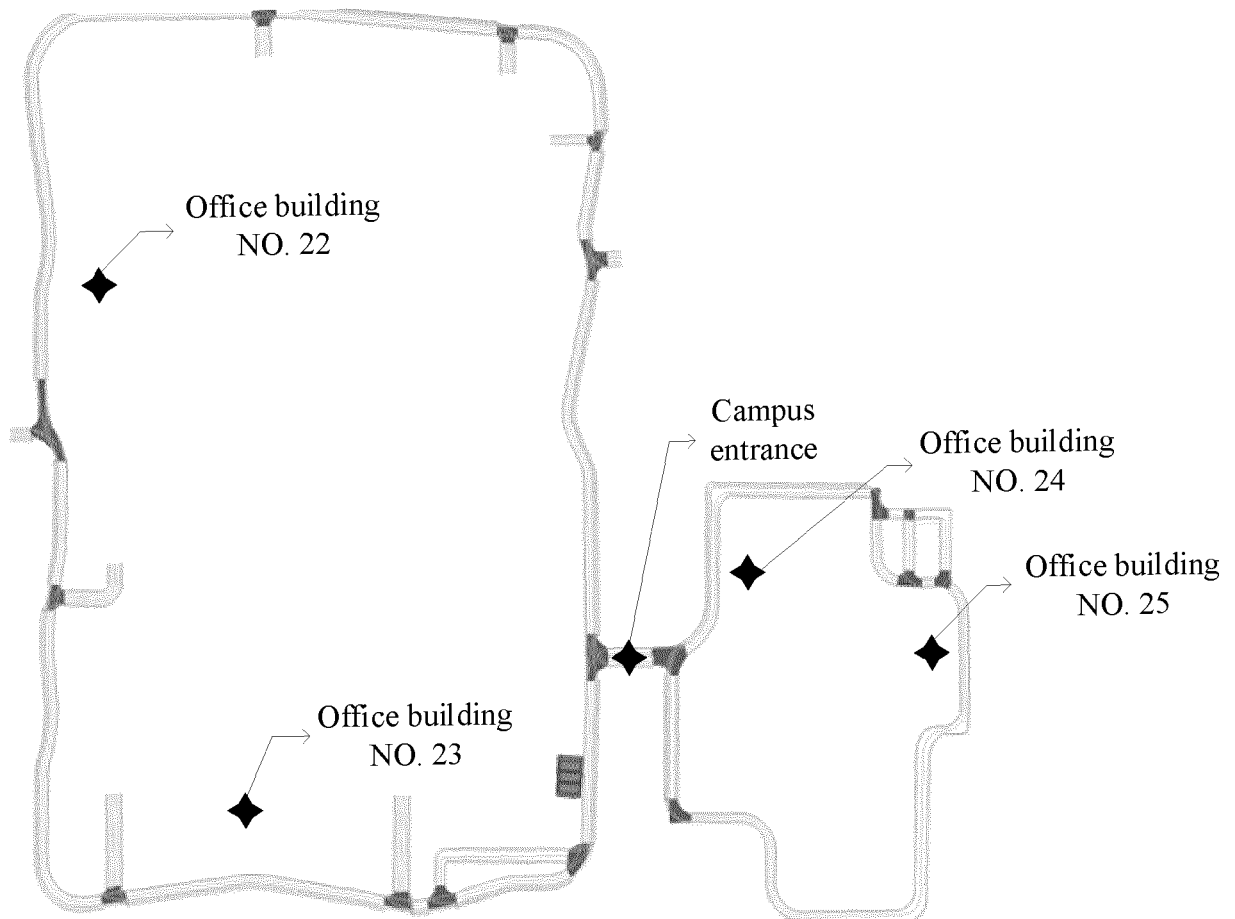 Office building
NO. 22
Campus
entrance
Office building
NO. 24
Office building
NO. 25
Office building
NO. 23